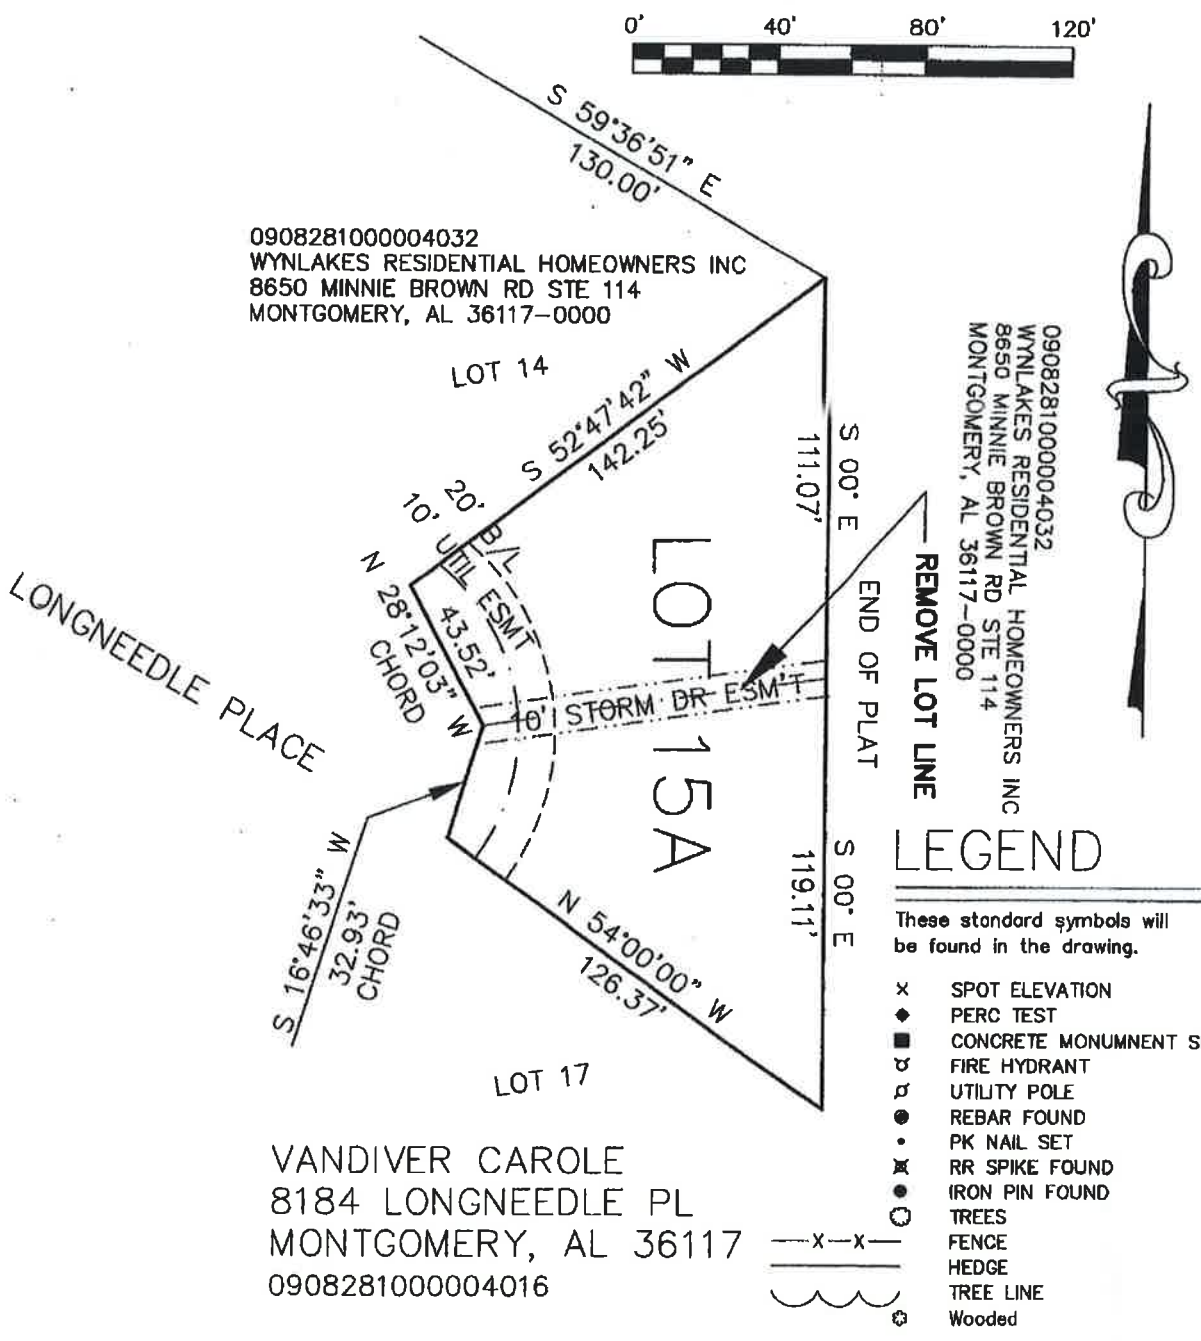 0'  40'  80'  120'
S 59°36'51" E
130.00'
0908281000004032
WYNLAKES RESIDENTIAL HOMEOWNERS INC
8650 MINNIE BROWN RD STE 114
MONTGOMERY, AL 36117-0000
LOT 14
S 52°47'42" W
142.25'
20' B/L
10' UTIL ESMT
N 28°12'03" W
43.52'
CHORD
LONGNEEDLE PLACE
S 00° E
111.07'
0908281000004032
WYNLAKES RESIDENTIAL HOMEOWNERS INC
8650 MINNIE BROWN RD STE 114
MONTGOMERY, AL 36117-0000
REMOVE LOT LINE
END OF PLAT
LOT 15A
10' STORM DR ESM'T
S 00° E
119.11'
S 16°46'33" W
32.93'
CHORD
N 54°00'00" W
126.37'
LOT 17
VANDIVER CAROLE
8184 LONGNEEDLE PL
MONTGOMERY, AL 36117
0908281000004016
LEGEND
These standard symbols will
be found in the drawing.
SPOT ELEVATION
PERC TEST
CONCRETE MONUMNENT S
FIRE HYDRANT
UTILITY POLE
REBAR FOUND
PK NAIL SET
RR SPIKE FOUND
IRON PIN FOUND
TREES
FENCE
HEDGE
TREE LINE
Wooded